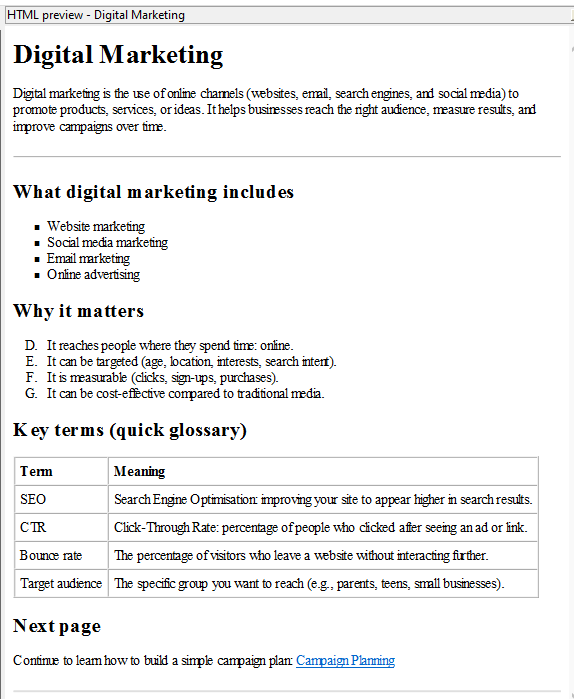 HTML preview - Digital Marketing
Digital Marketing
Digital marketing is the use of online channels (websites, email, search engines, and social media) to
promote products, services, or ideas. It helps businesses reach the right audience, measure results, and
improve campaigns over time.
What digital marketing includes
Website marketing
Social media marketing
Email marketing
Online advertising
Why it matters
D. It reaches people where they spend time: online.
E. It can be targeted (age, location, interests, search intent).
F. It is measurable (clicks, sign-ups, purchases).
G. It can be cost-effective compared to traditional media.
Key terms (quick glossary)
Term Meaning
SEO Search Engine Optimisation: improving your site to appear higher in search results.
CTR Click-Through Rate: percentage of people who clicked after seeing an ad or link.
Bounce rate The percentage of visitors who leave a website without interacting further.
Target audience The specific group you want to reach (e.g., parents, teens, small businesses).
Next page
Continue to learn how to build a simple campaign plan: Campaign Planning